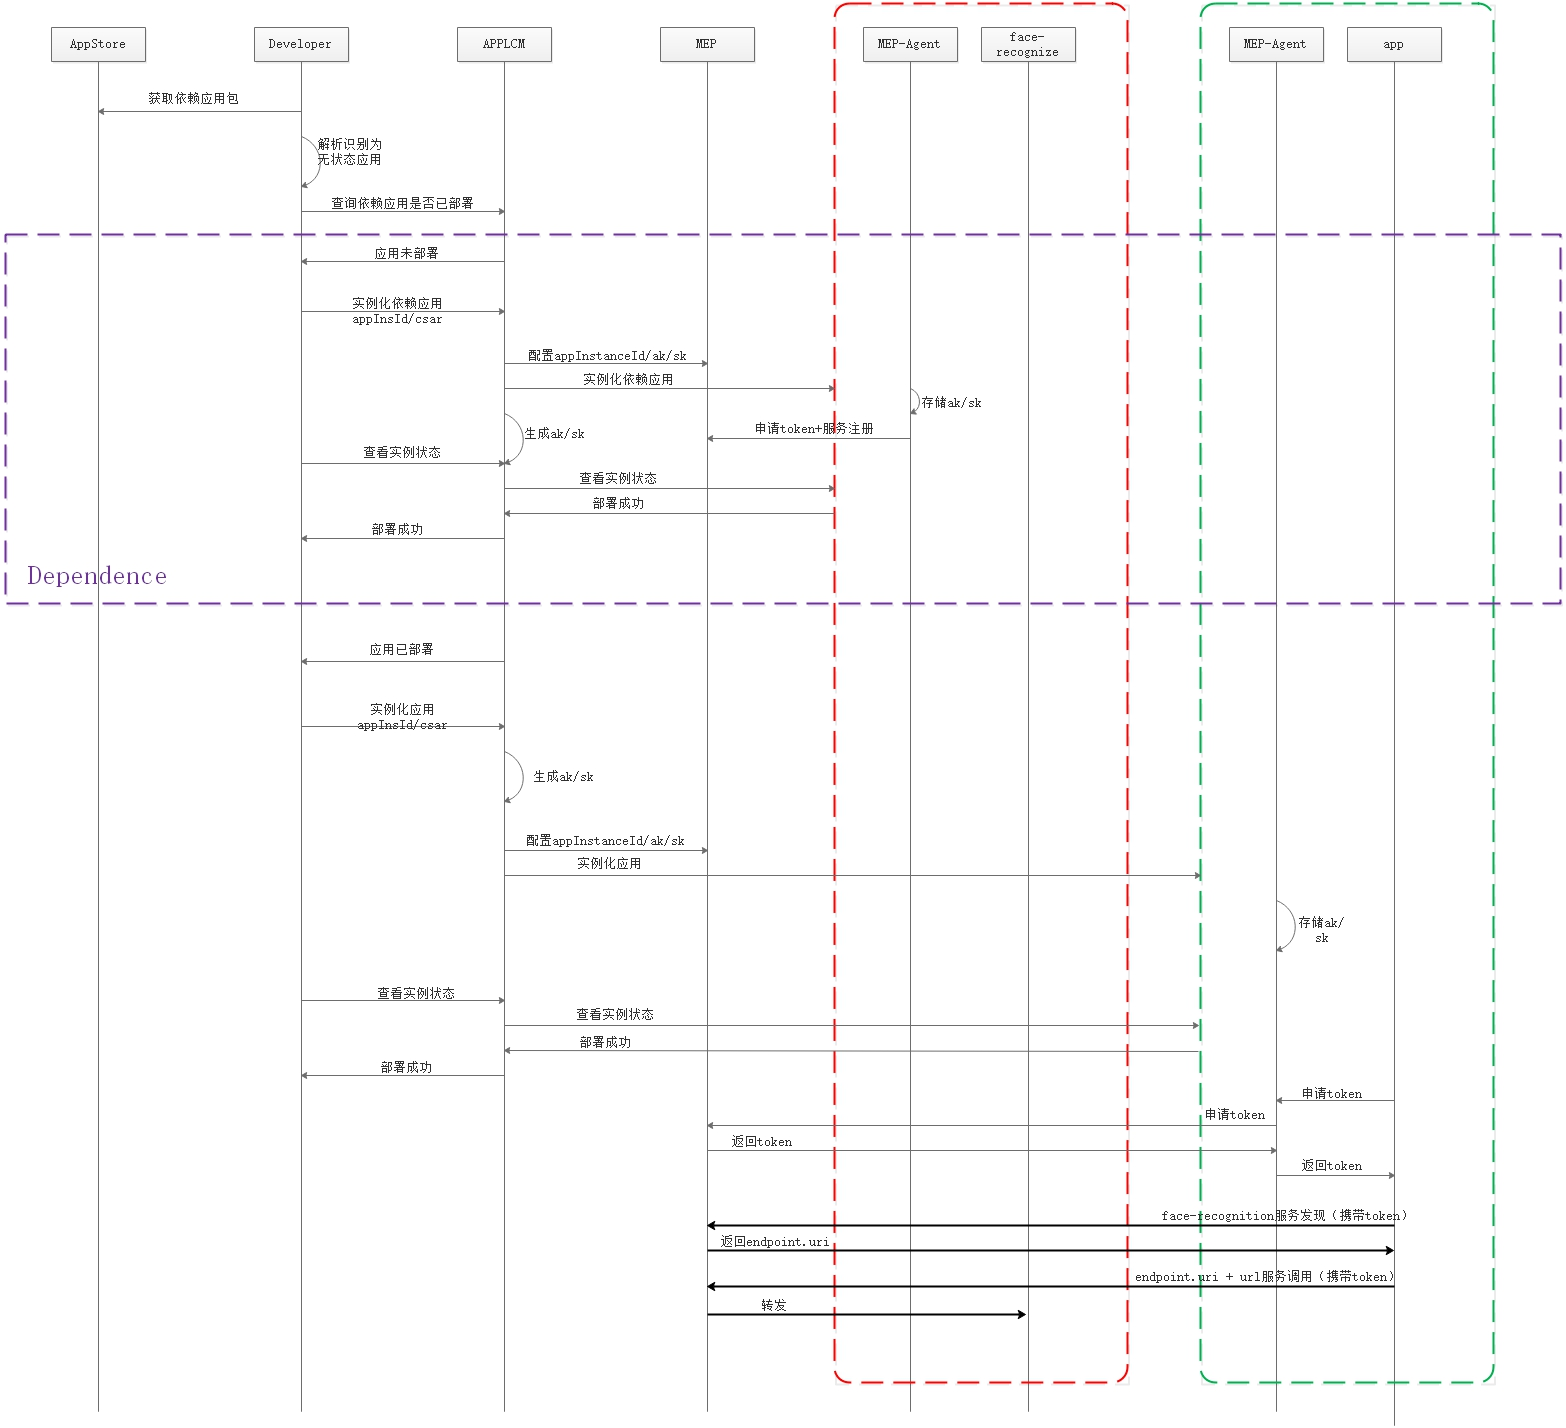 AppStore
Developer
APPLCM
MEP
MEP-Agent
face-
recognize
MEP-Agent
app
获取依赖应用包
解析识别为
无状态应用
查询依赖应用是否已部署
应用未部署
实例化依赖应用
appInsId/csar
配置appInstanceId/ak/sk
实例化依赖应用
存储ak/sk
申请token+服务注册
生成ak/sk
查看实例状态
查看实例状态
部署成功
部署成功
Dependence
应用已部署
实例化应用
appInsId/csar
生成ak/sk
配置appInstanceId/ak/sk
实例化应用
存储ak/
sk
查看实例状态
查看实例状态
部署成功
部署成功
申请token
申请token
返回token
返回token
face-recognition服务发现（携带token）
返回endpoint.uri
endpoint.uri + url服务调用（携带token）
转发